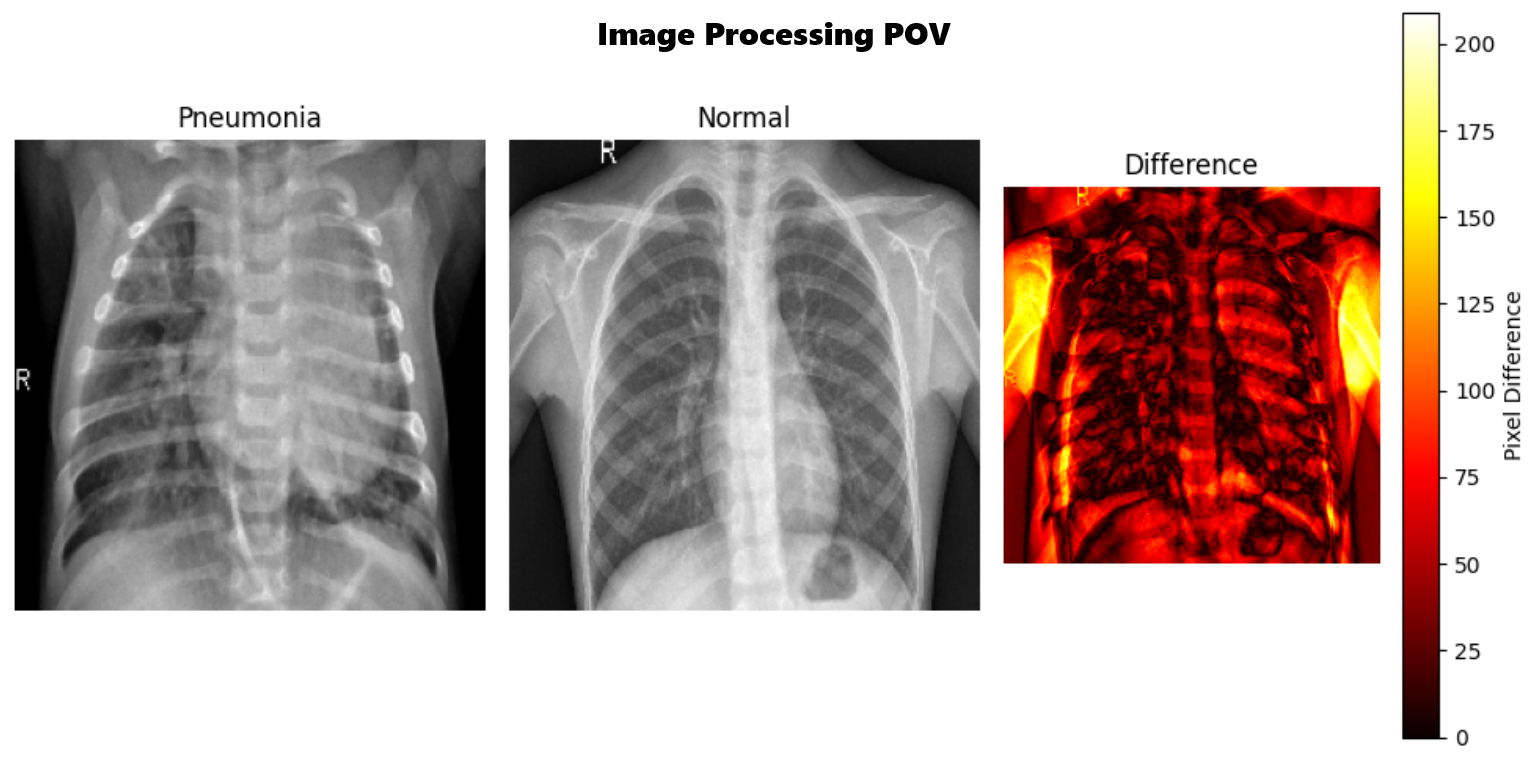 Image Processing POV
Pneumonia
Normal
Difference
R
R
R
R
200
175
150
125
100
75
50
25
0
Pixel Difference